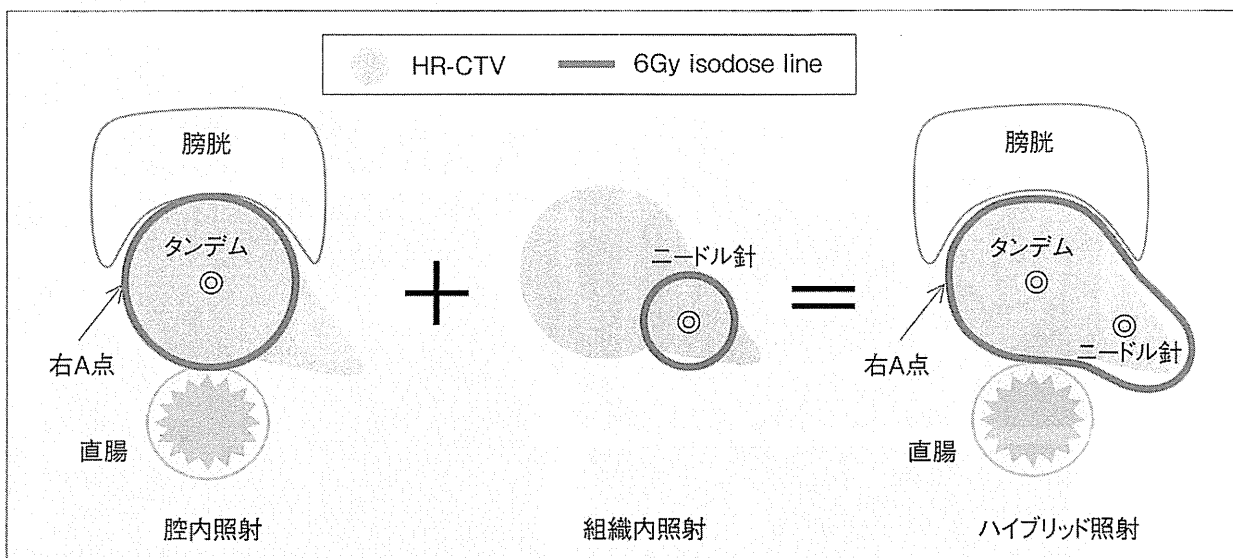 HR-CTV 6Gy isodose line
膀胱
タンデム
右A点
直腸
腔内照射
+
ニードル針
組織内照射
=
膀胱
タンデム
ニードル針
右A点
直腸
ハイブリッド照射